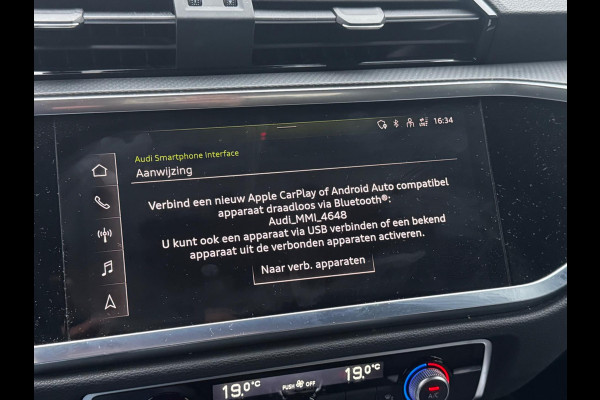 16:34
Audi Smartphone Interface
Aanwijzing
Verbind een nieuw Apple CarPlay of Android Auto compatibel
apparaat draadloos via Bluetooth®:
Audi_MMI_4648
U kunt ook een apparaat via USB verbinden of een bekend
apparaat uit de verbonden apparaten activeren.
Naar verb. apparaten
19.0°C PUSH OFF 19.0°C
A/C